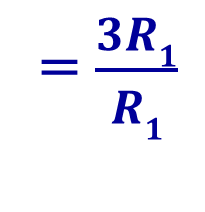 = 3R₁
R₁